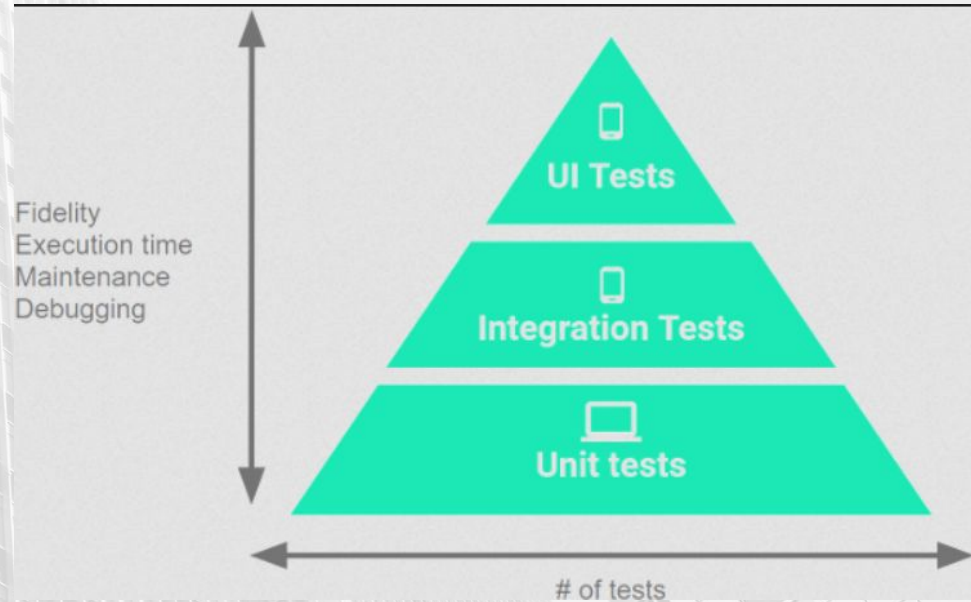 UI Tests
Fidelity
Execution time
Maintenance
Debugging
Integration Tests
Unit tests
# of tests